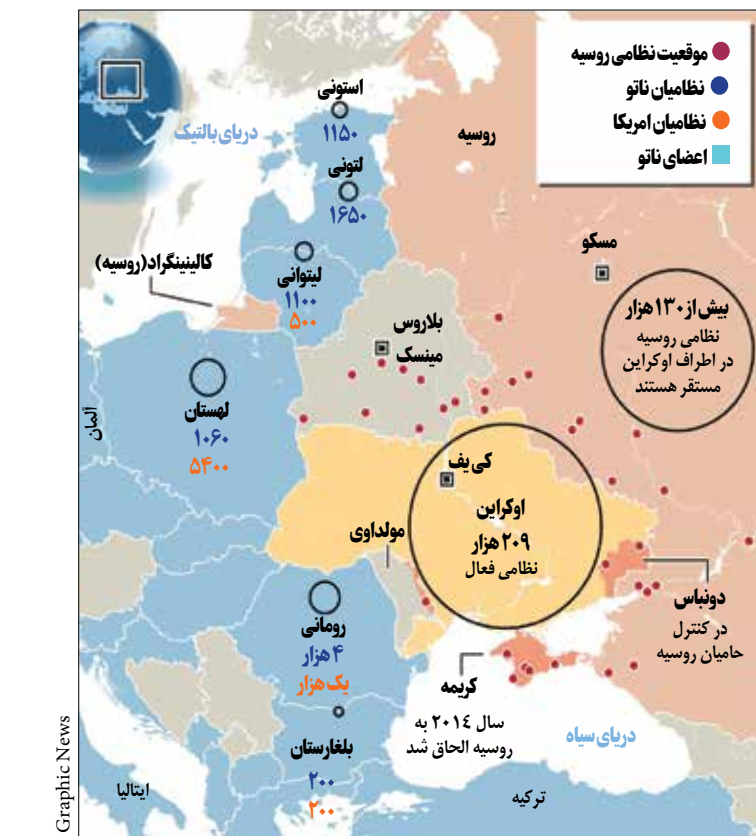 موقعیت نظامی روسیه
نظامیان ناتو
نظامیان امریکا
اعضای ناتو
استونی
۱۱۵۰
دریای بالتیک
روسیه
لتونی
۱۶۵۰
مسکو
کالینینگراد(روسیه)
لیتوانی
۱۱۰۰
۵۰۰
بیش از ۱۳۰ هزار
نظامی روسیه
در اطراف اوکراین
مستقر هستند
بلاروس
مینسک
آلمان
لهستان
۱۰۶۰
۵۴۰۰
کی یف
اوکراین
۲۰۹ هزار
نظامی فعال
مولداوی
دونباس
در کنترل
حامیان روسیه
رومانی
۴ هزار
یک هزار
کریمه
سال ۲۰۱٤ به
روسیه الحاق شد
دریای سیاه
بلغارستان
۲۰۰
۲۰۰
ایتالیا
ترکیه
Graphic News